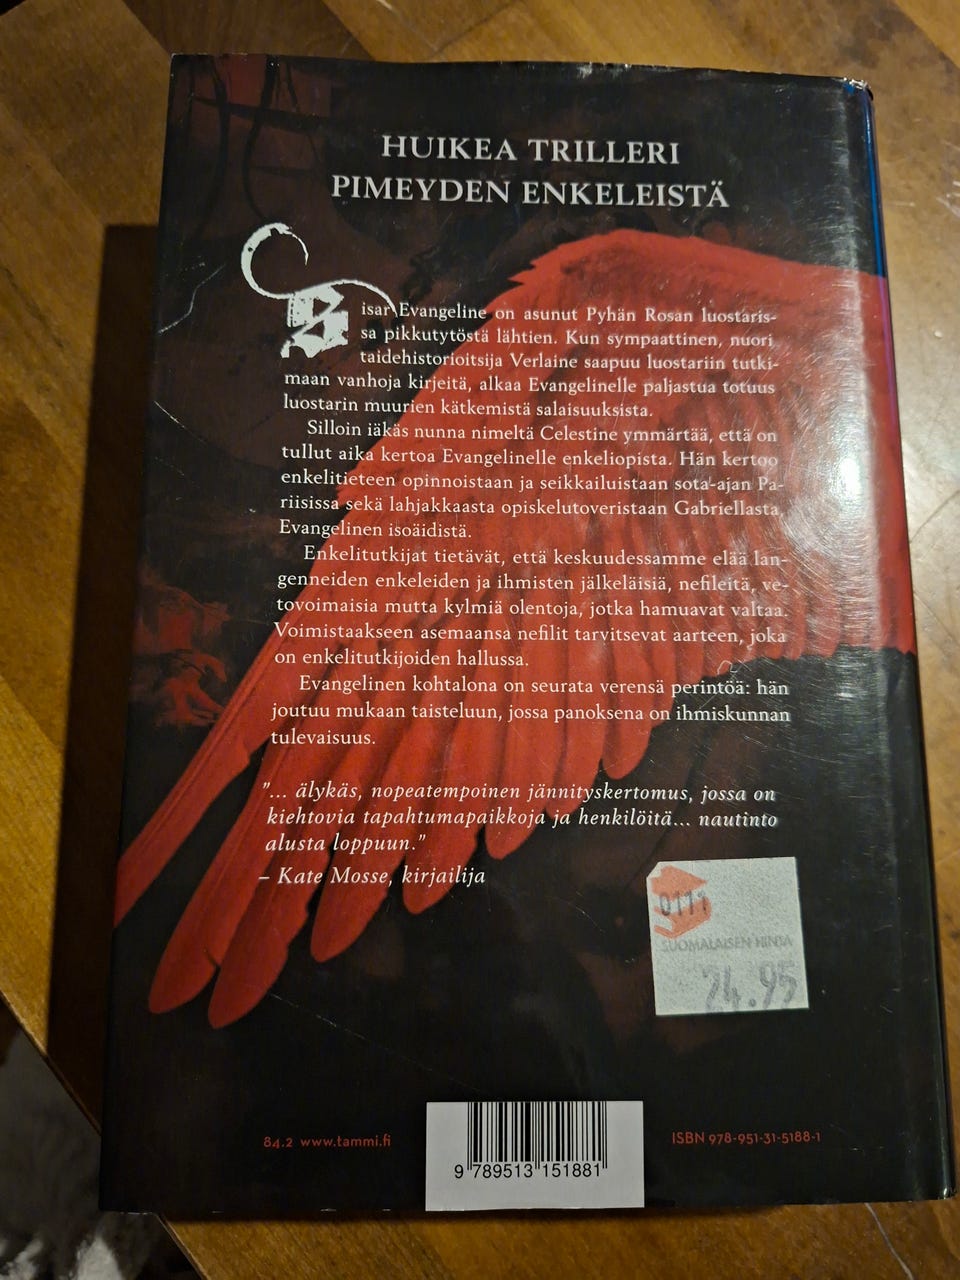 HUIKEA TRILLERI
PIMEYDEN ENKELEISTÄ
Sisar Evangeline on asunut Pyhän Rosan luostaris-
sa pikkutytöstä lähtien. Kun sympaattinen, nuori
taidehistorioitsija Verlaine saapuu luostariin tutki-
maan vanhoja kirjeitä, alkaa Evangelinelle paljastua totuus
luostarin muurien kätkemistä salaisuuksista.
Silloin iäkäs nunna nimeltä Celestine ymmärtää, että on
tullut aika kertoa Evangelinelle enkeliopista. Hän kertoo
enkelitieteen opinnoistaan ja seikkailuistaan sota-ajan Pa-
riisissa sekä lahjakkaasta opiskelutoveristaan Gabriellasta,
Evangelinen isoäidistä.
Enkelitutkijat tietävät, että keskuudessamme elää lan-
genneiden enkeleiden ja ihmisten jälkeläisiä, nefileitä, ve-
tovoimaisia mutta kylmiä olentoja, jotka hamuavat valtaa.
Voimistaakseen asemaansa nefilit tarvitsevat aarteen, joka
on enkelitutkijoiden hallussa.
Evangelinen kohtalona on seurata verensä perintöä: hän
joutuu mukaan taisteluun, jossa panoksena on ihmiskunnan
tulevaisuus.
"... älykäs, nopeatempoinen jännityskertomus, jossa on
kiehtovia tapahtumapaikkoja ja henkilöitä... nautinto
alusta loppuun."
– Kate Mosse, kirjailija
0111
SUOMALAISEN HINTA
24.95
84.2 www.tammi.fi
ISBN 978-951-31-5188-1
9 789513 151881